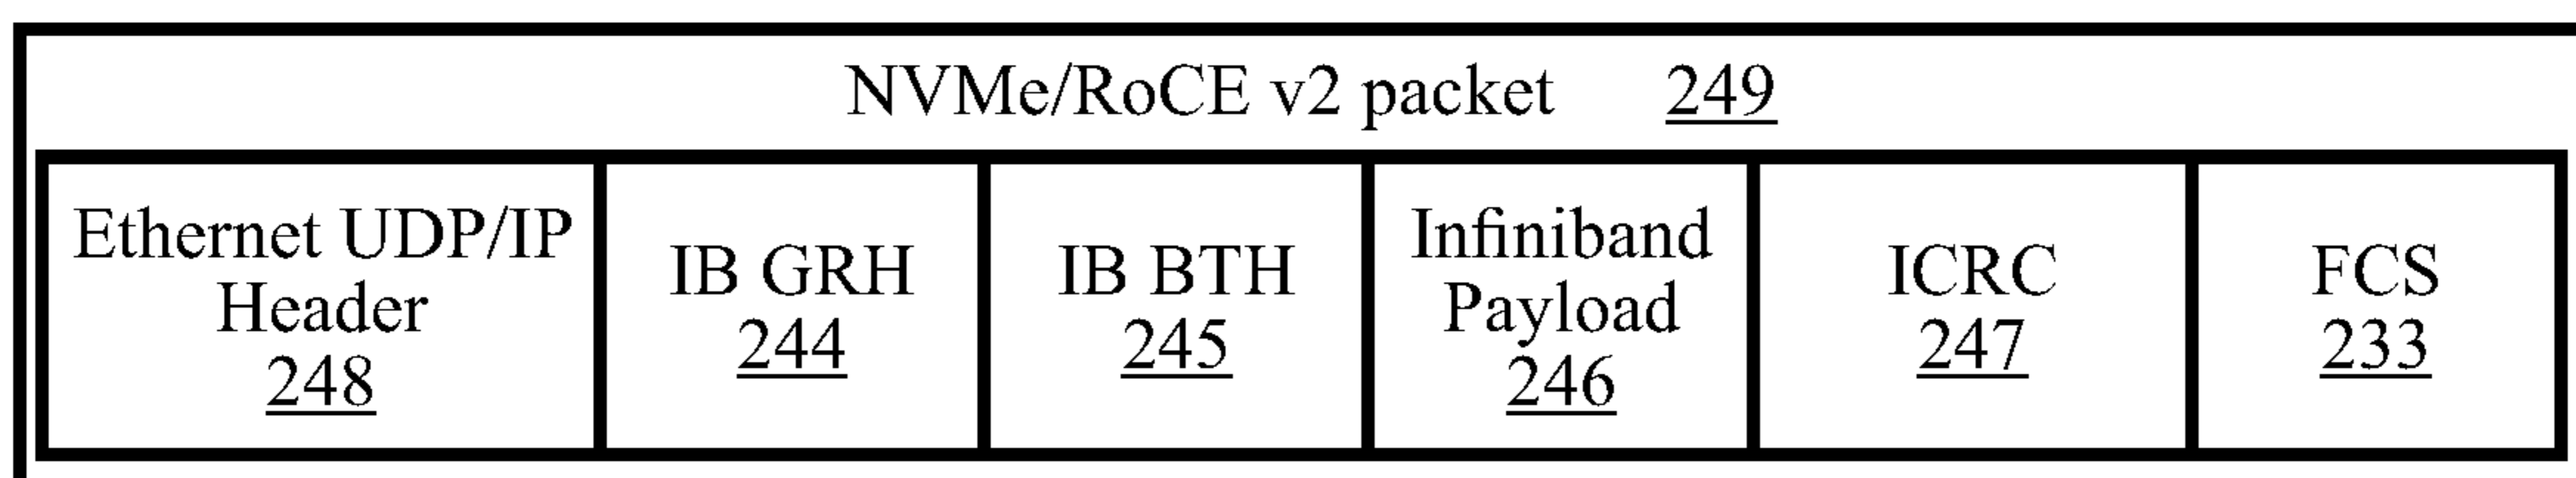 NVMe/RoCE v2 packet 249
Ethernet UDP/IP
Header
248
IB GRH
244
IB BTH
245
Infiniband
Payload
246
ICRC
247
FCS
233